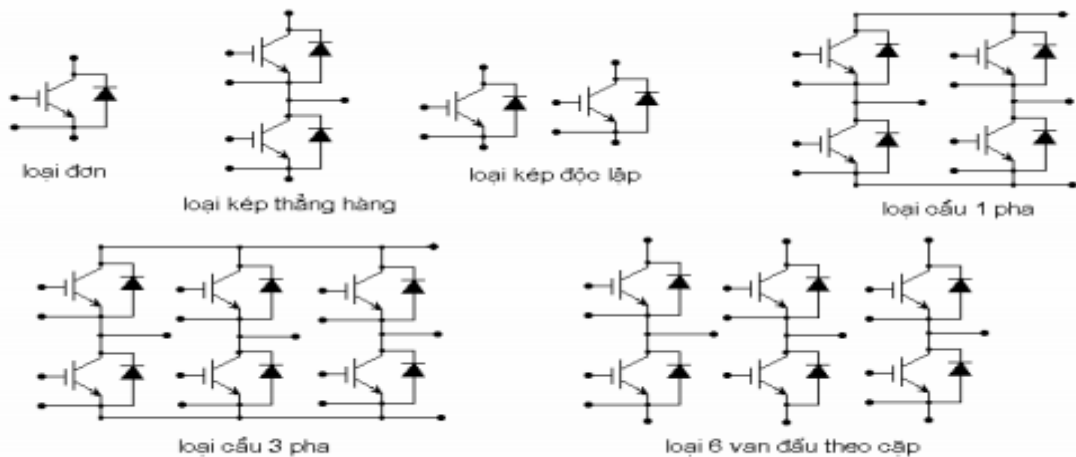 loại đơn
loại kép thẳng hàng
loại kép độc lập
loại cầu 1 pha
loại cầu 3 pha
loại 6 van đấu theo cặp